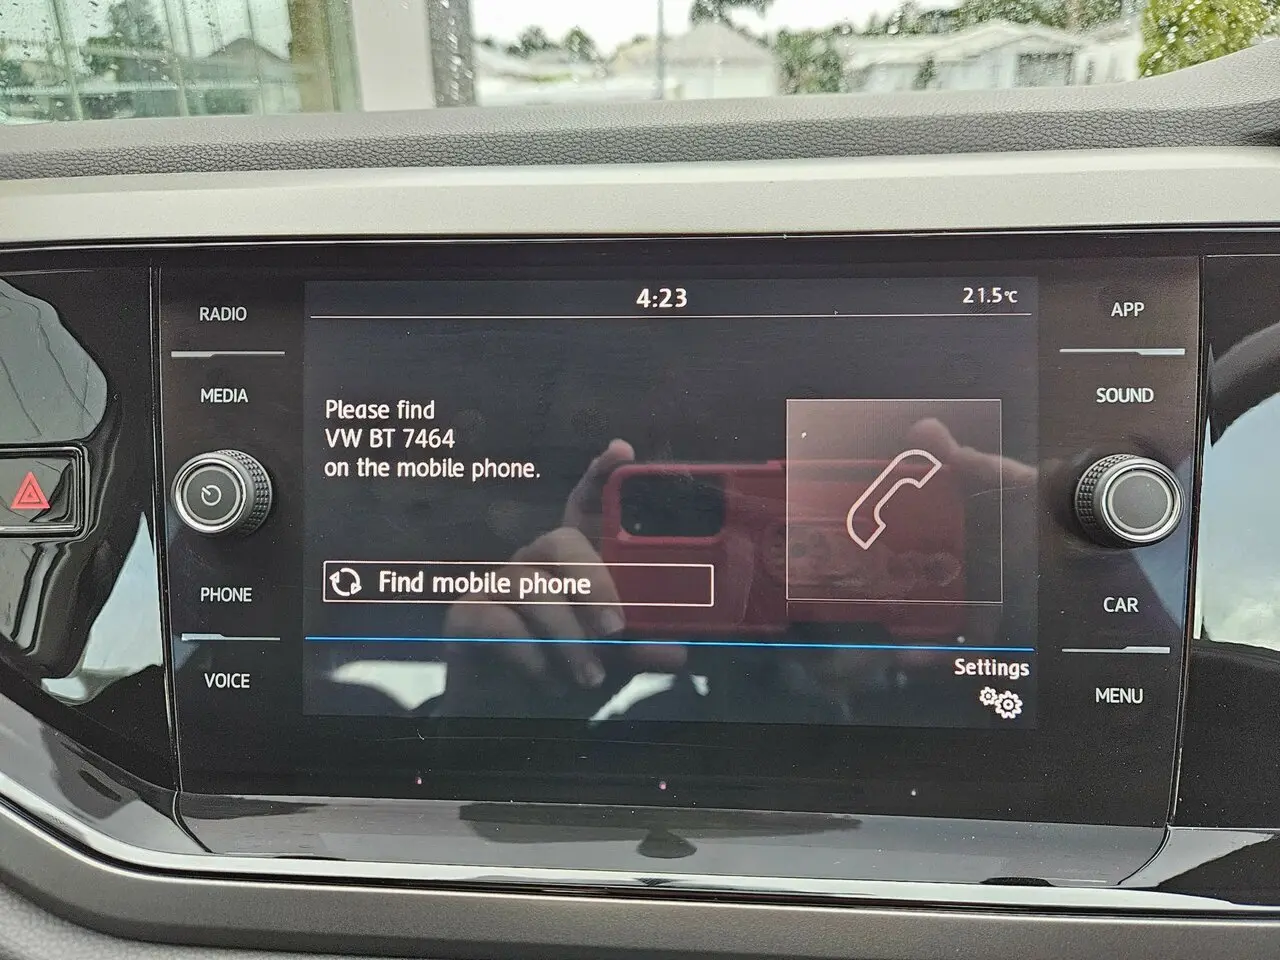 4:23
21.5°C
RADIO
MEDIA
PHONE
VOICE
Please find
VW BT 7464
on the mobile phone.
Find mobile phone
Settings
APP
SOUND
CAR
MENU